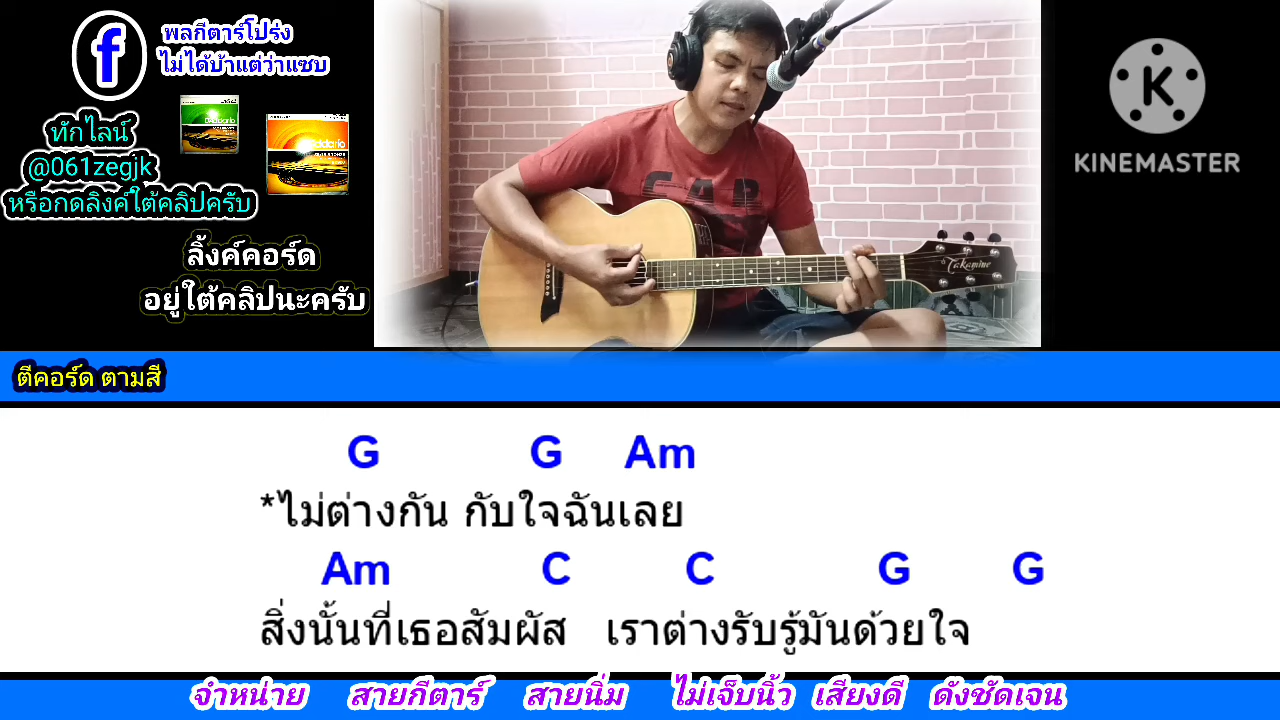 f
พลกีตาร์โปร่ง
ไม่ได้บ้าแต่ว่าแซบ
ทักไลน์
@061zegjk
หรือกดลิงค์ใต้คลิปครับ
ลิ้งค์คอร์ด
อยู่ใต้คลิปนะครับ
K
KINEMASTER
Takamine
ตีคอร์ด ตามสี
G G Am
*ไม่ต่างกัน กับใจฉันเลย
Am C C G G
สิ่งนั้นที่เธอสัมผัส เราต่างรับรู้มันด้วยใจ
จำหน่าย สายกีตาร์ สายนิ่ม ไม่เจ็บนิ้ว เสียงดี ดังชัดเจน